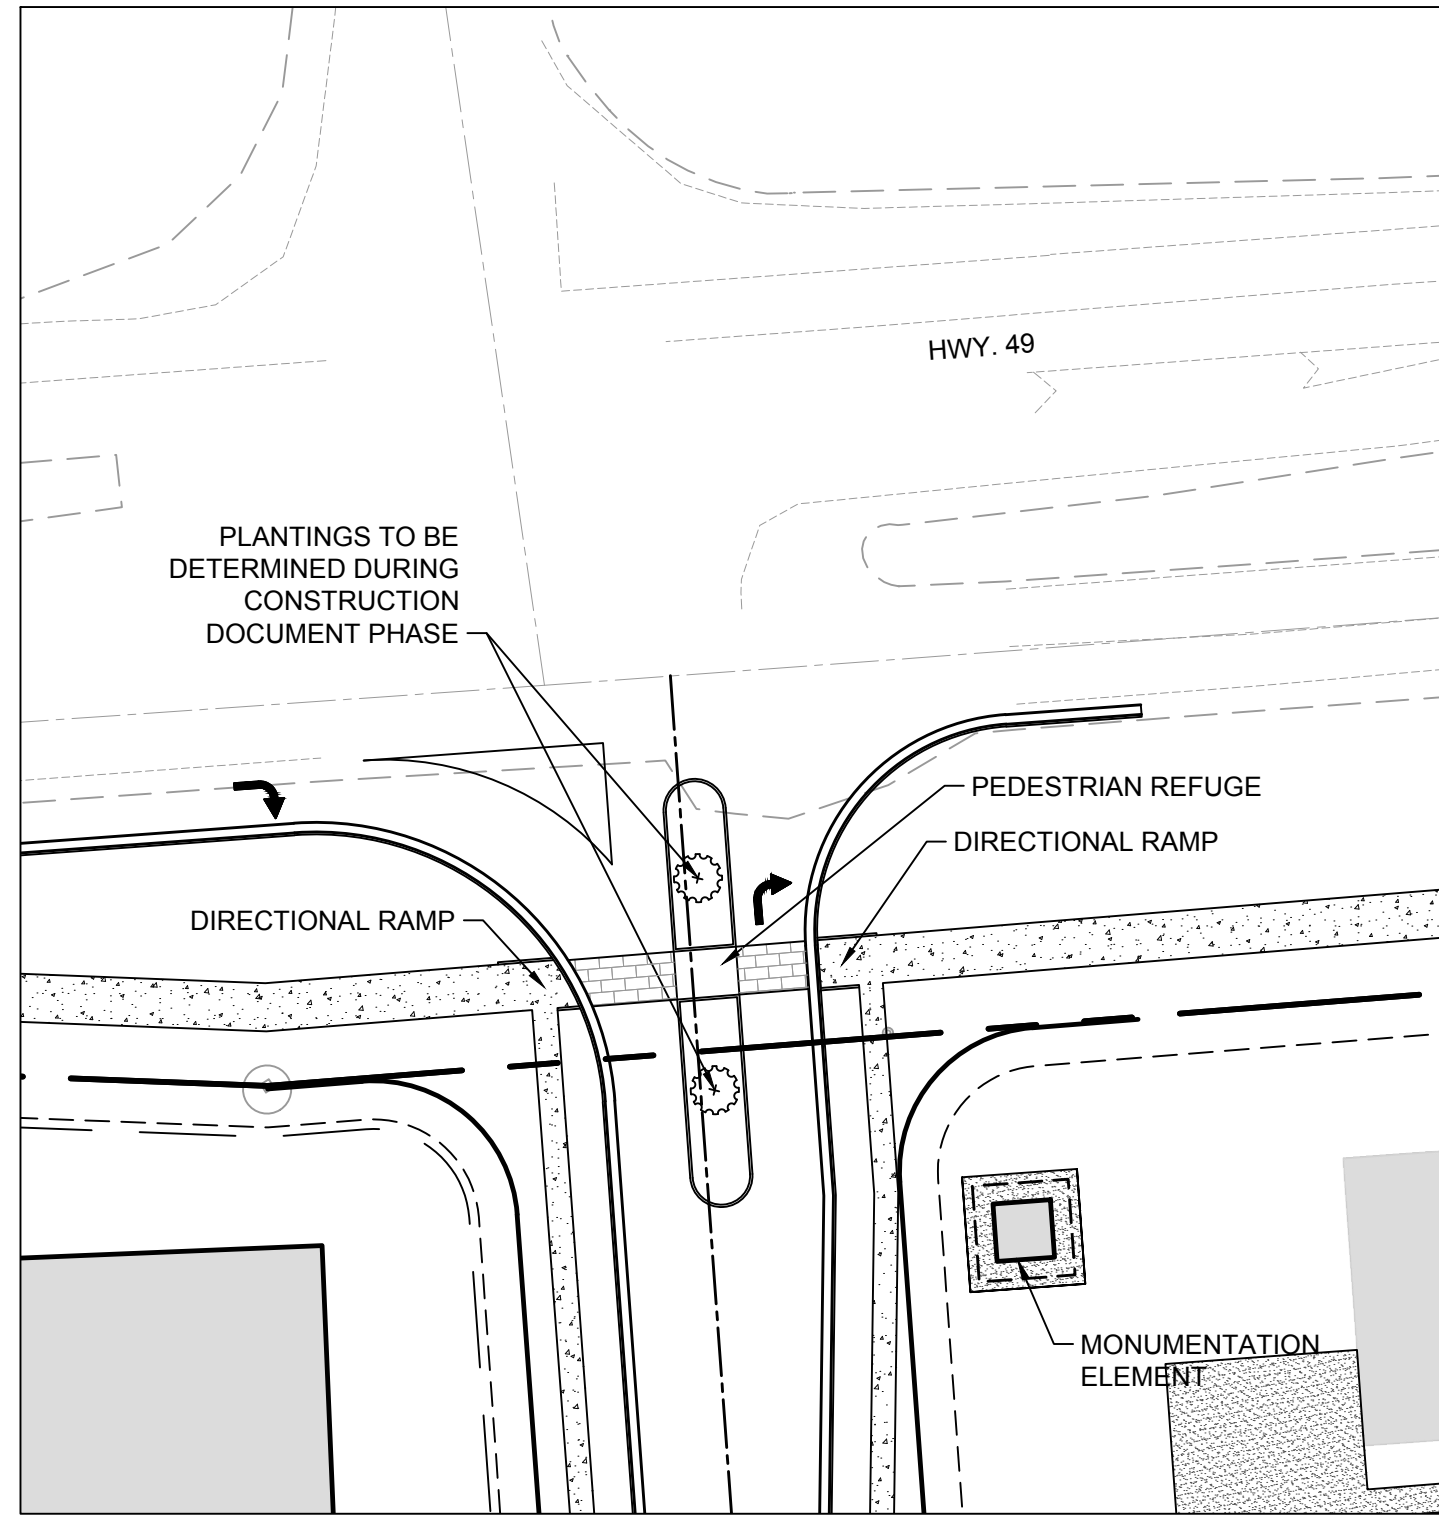 HWY. 49
PLANTINGS TO BE
DETERMINED DURING
CONSTRUCTION
DOCUMENT PHASE
PEDESTRIAN REFUGE
DIRECTIONAL RAMP
DIRECTIONAL RAMP
MONUMENTATION
ELEMENT